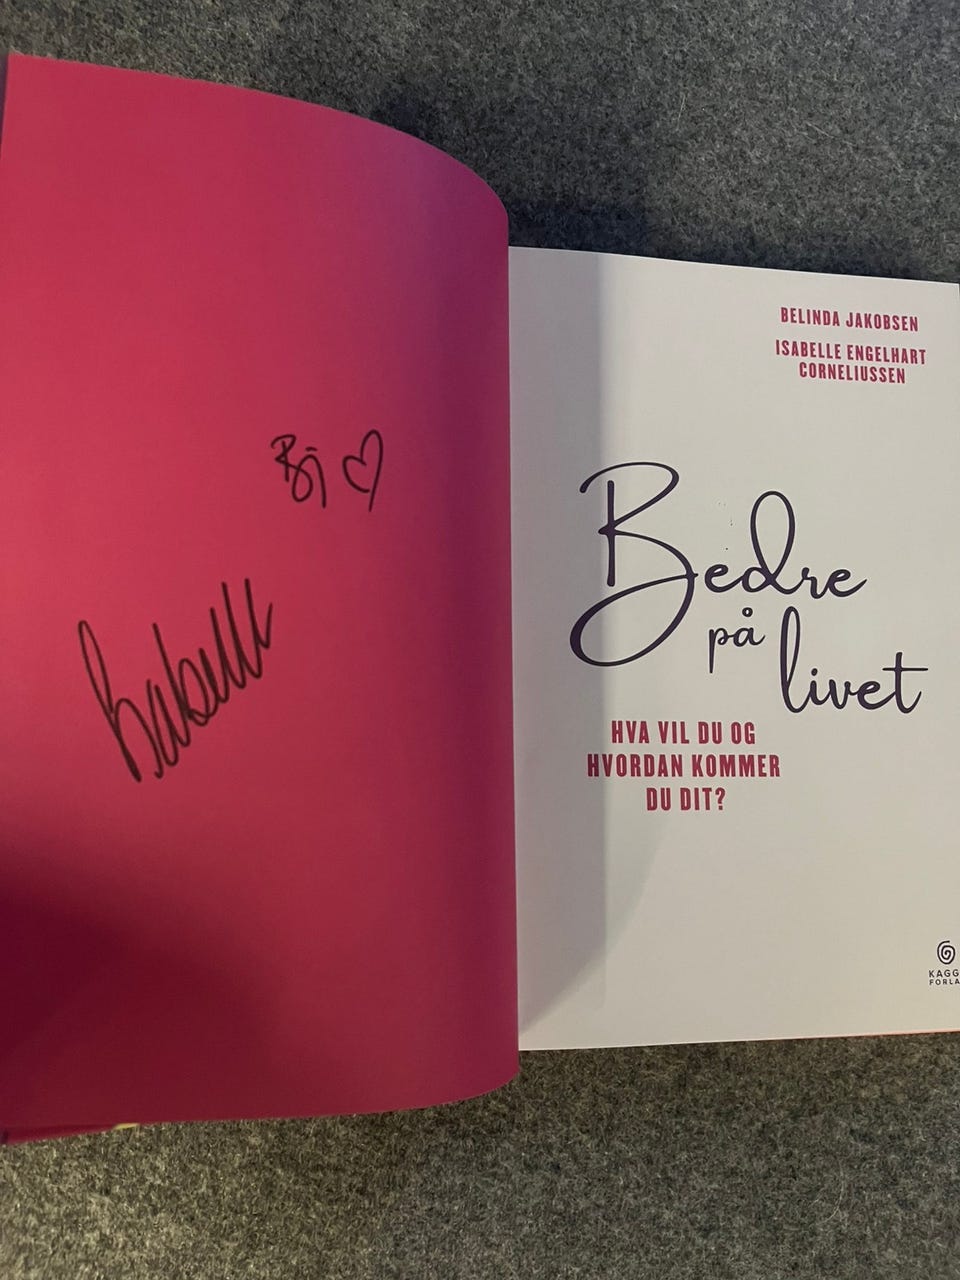 BJ
Isabelle
BELINDA JAKOBSEN
ISABELLE ENGELHART
CORNELIUSSEN
Bedre
på
livet
HVA VIL DU OG
HVORDAN KOMMER
DU DIT?
KAGG
FORLA